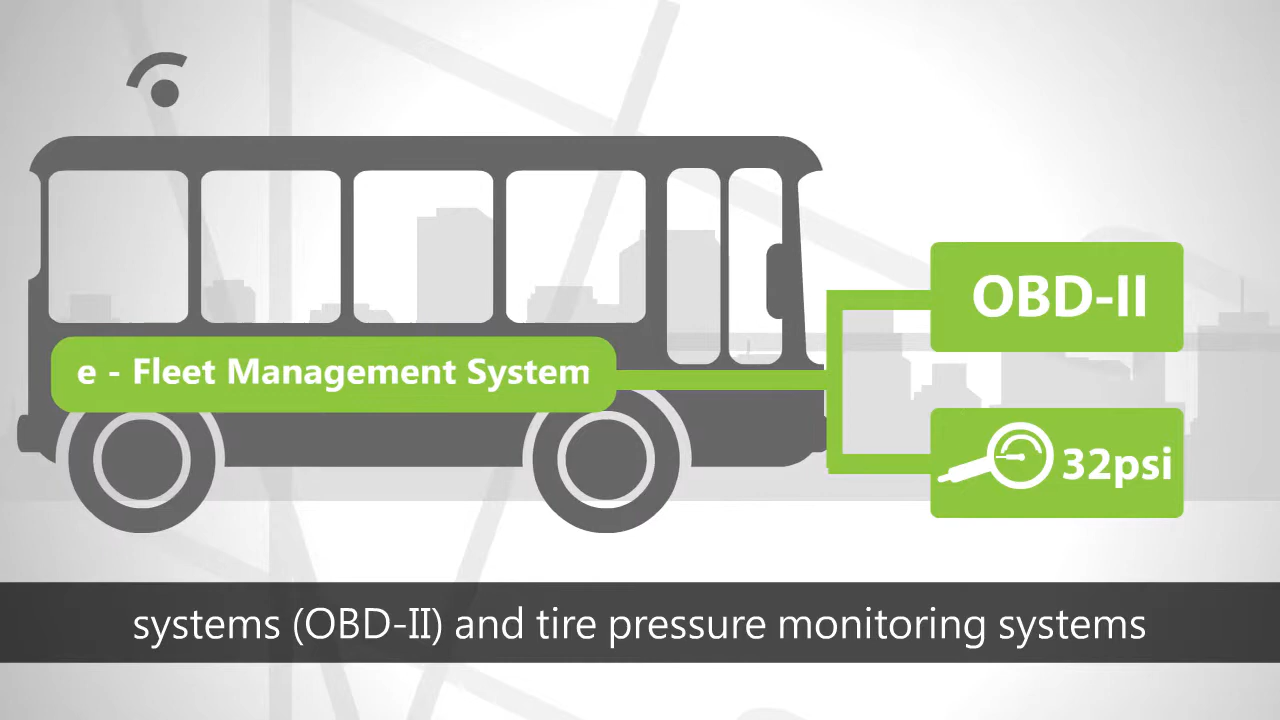 OBD-II
e - Fleet Management System
32psi
systems (OBD-II) and tire pressure monitoring systems